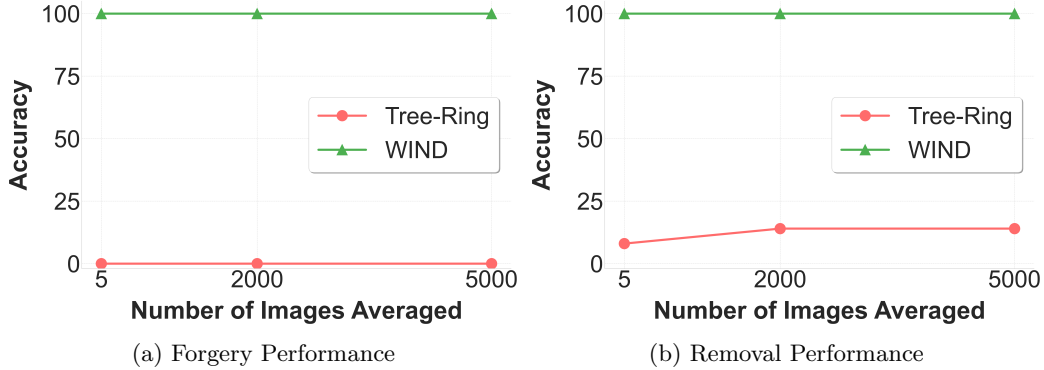 100
75
50
25
0
Accuracy
Tree-Ring
WIND
5
2000
5000
Number of Images Averaged
(a) Forgery Performance
100
75
50
25
0
Accuracy
Tree-Ring
WIND
5
2000
5000
Number of Images Averaged
(b) Removal Performance